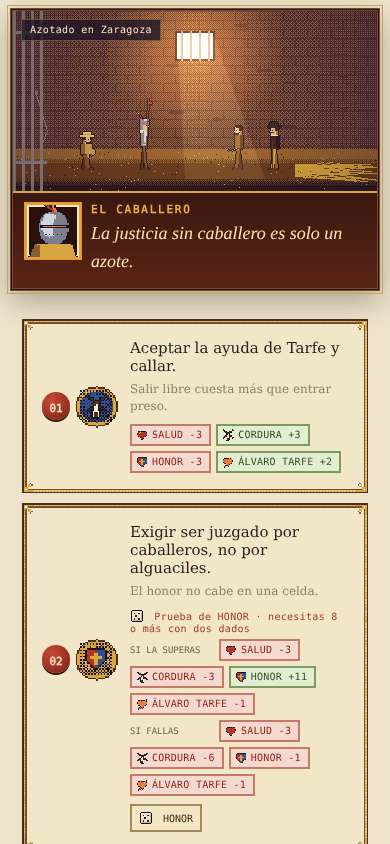 Azotado en Zaragoza
EL CABALLERO
La justicia sin caballero es solo un
azote.
01
Aceptar la ayuda de Tarfe y
callar.
Salir libre cuesta más que entrar
preso.
SALUD -3
CORDURA +3
HONOR -3
ÁLVARO TARFE +2
02
Exigir ser juzgado por
caballeros, no por
alguaciles.
El honor no cabe en una celda.
Prueba de HONOR · necesitas 8
o más con dos dados
SI LA SUPERAS
SALUD -3
CORDURA -3
HONOR +11
ÁLVARO TARFE -1
SI FALLAS
SALUD -3
CORDURA -6
HONOR -1
ÁLVARO TARFE -1
HONOR